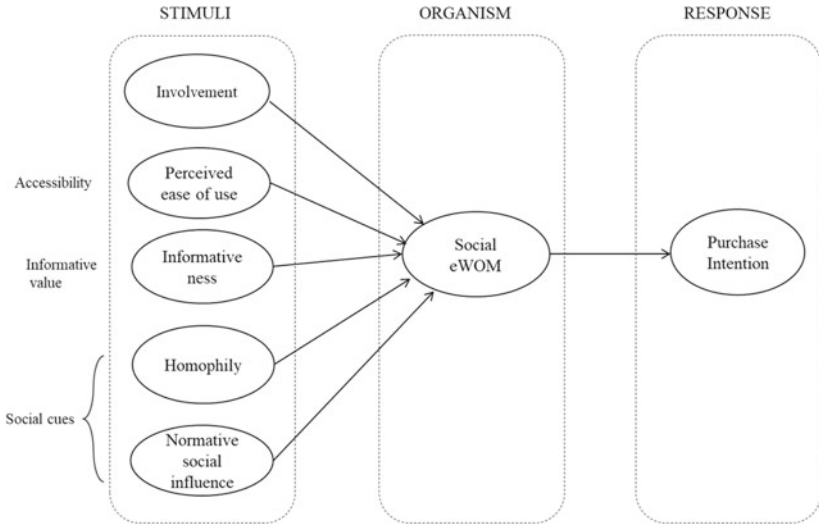 STIMULI
ORGANISM
RESPONSE
Involvement
Accessibility
Perceived
ease of use
Informative
value
Informative
ness
Social
eWOM
Purchase
Intention
Homophily
Social cues
Normative
social
influence